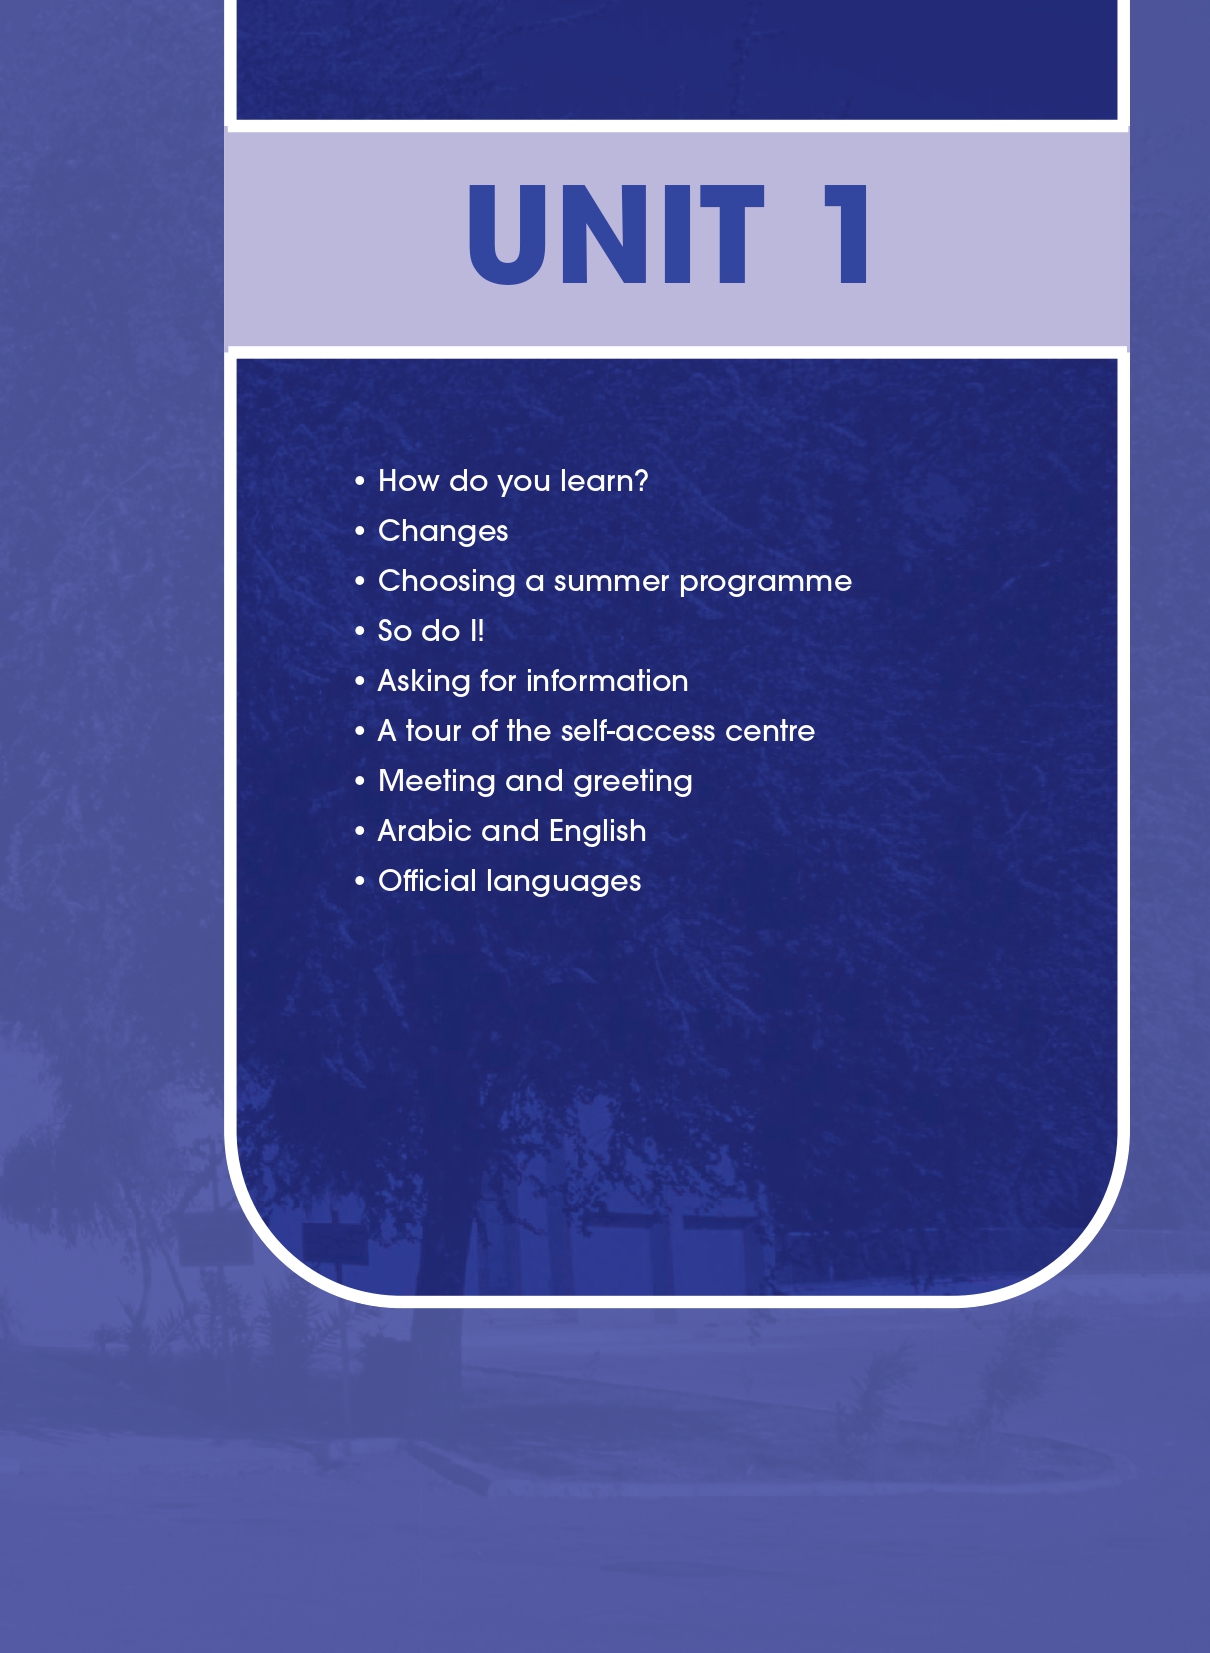 UNIT 1
• How do you learn?
• Changes
• Choosing a summer programme
• So do I!
• Asking for information
• A tour of the self-access centre
• Meeting and greeting
• Arabic and English
• Official languages